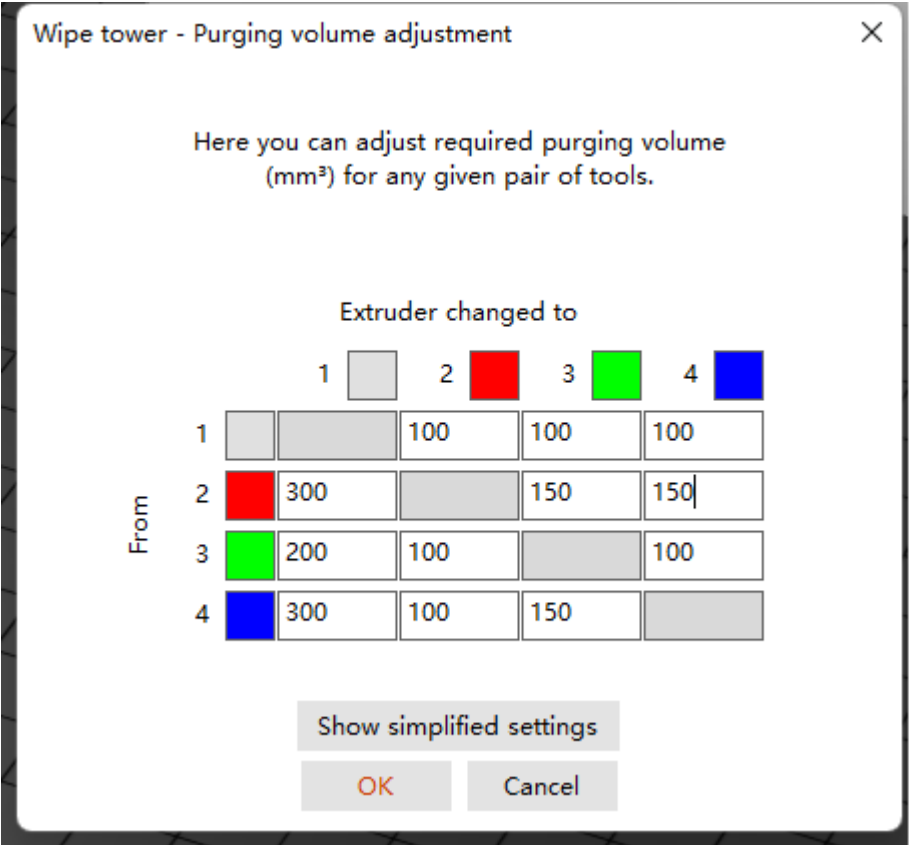 Wipe tower - Purging volume adjustment
Here you can adjust required purging volume
(mm³) for any given pair of tools.
Extruder changed to
1 2 3 4
From
1 100 100 100
2 300 150 150
3 200 100 100
4 300 100 150
Show simplified settings
OK Cancel